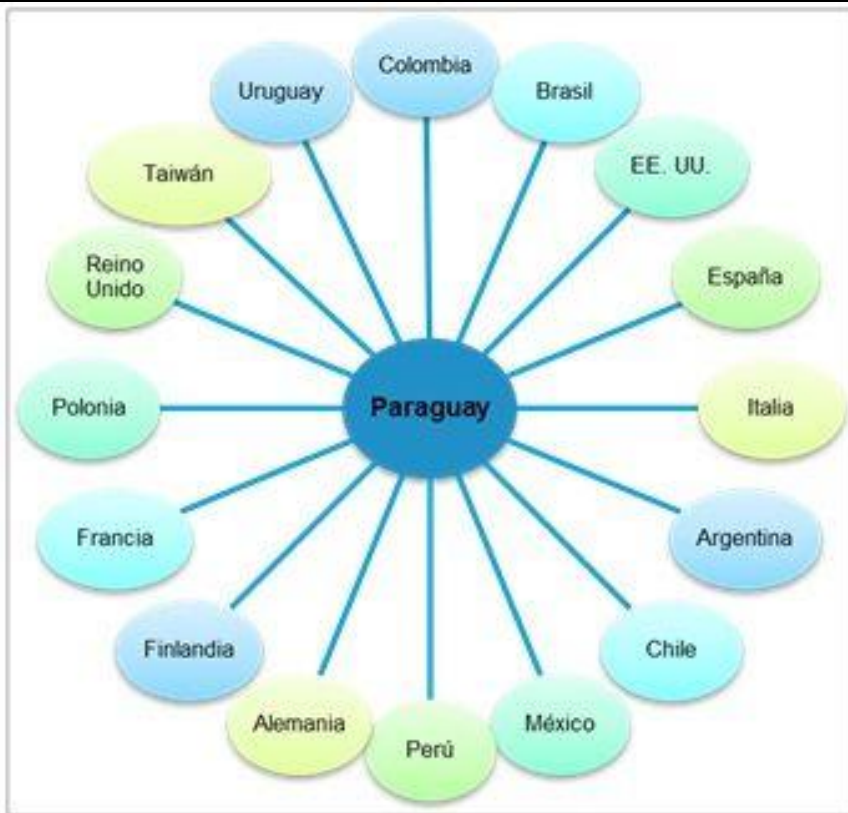 Colombia
Brasil
EE. UU.
España
Italia
Argentina
Chile
México
Perú
Alemania
Finlandia
Francia
Polonia
Reino
Unido
Taiwán
Uruguay
Paraguay